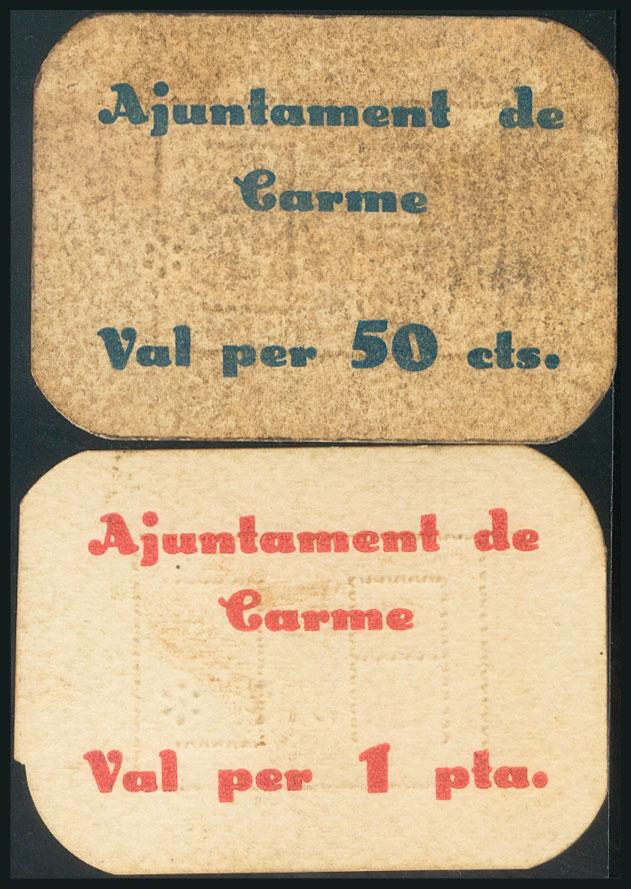 Ajuntament de
Carme
Val per 50 cts.
Ajuntament de
Carme
Val per 1 pta.